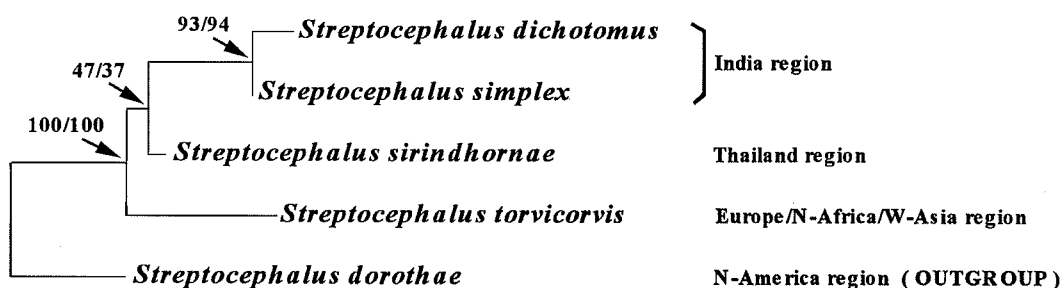 93/94
Streptocephalus dichotomus
India region
47/37
Streptocephalus simplex
100/100
Streptocephalus sirindhornae Thailand region
Streptocephalus torvicorvis Europe/N-Africa/W-Asia region
Streptocephalus dorothae N-America region ( OUTGROUP )